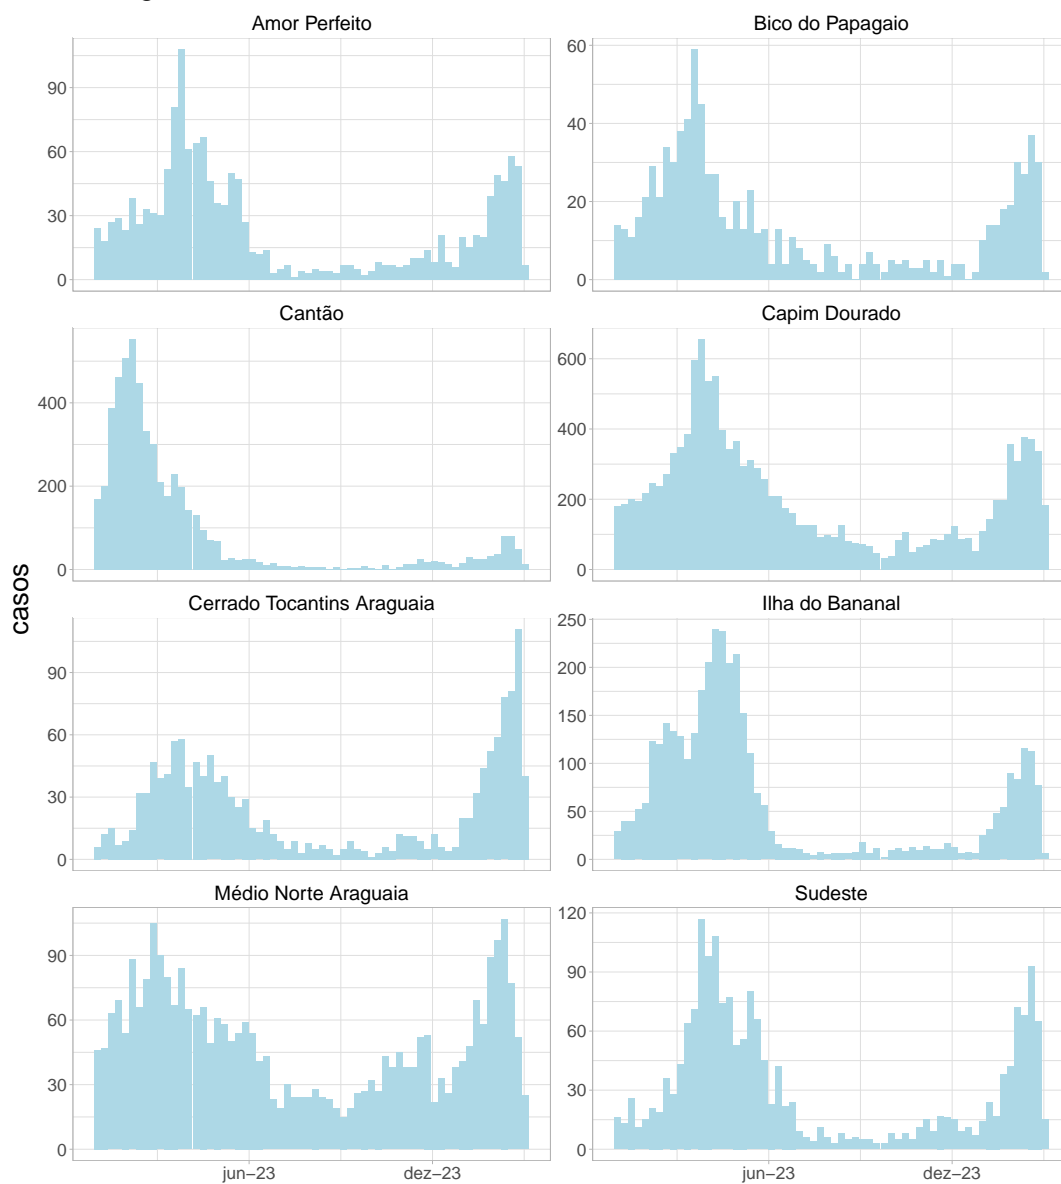 Amor Perfeito
Bico do Papagaio
90
60
30
0
60
40
20
0
Cantão
Capim Dourado
400
200
0
600
400
200
0
casos
Cerrado Tocantins Araguaia
Ilha do Bananal
90
60
30
0
250
200
150
100
50
0
Médio Norte Araguaia
Sudeste
90
60
30
0
120
90
60
30
0
jun−23
dez−23
jun−23
dez−23